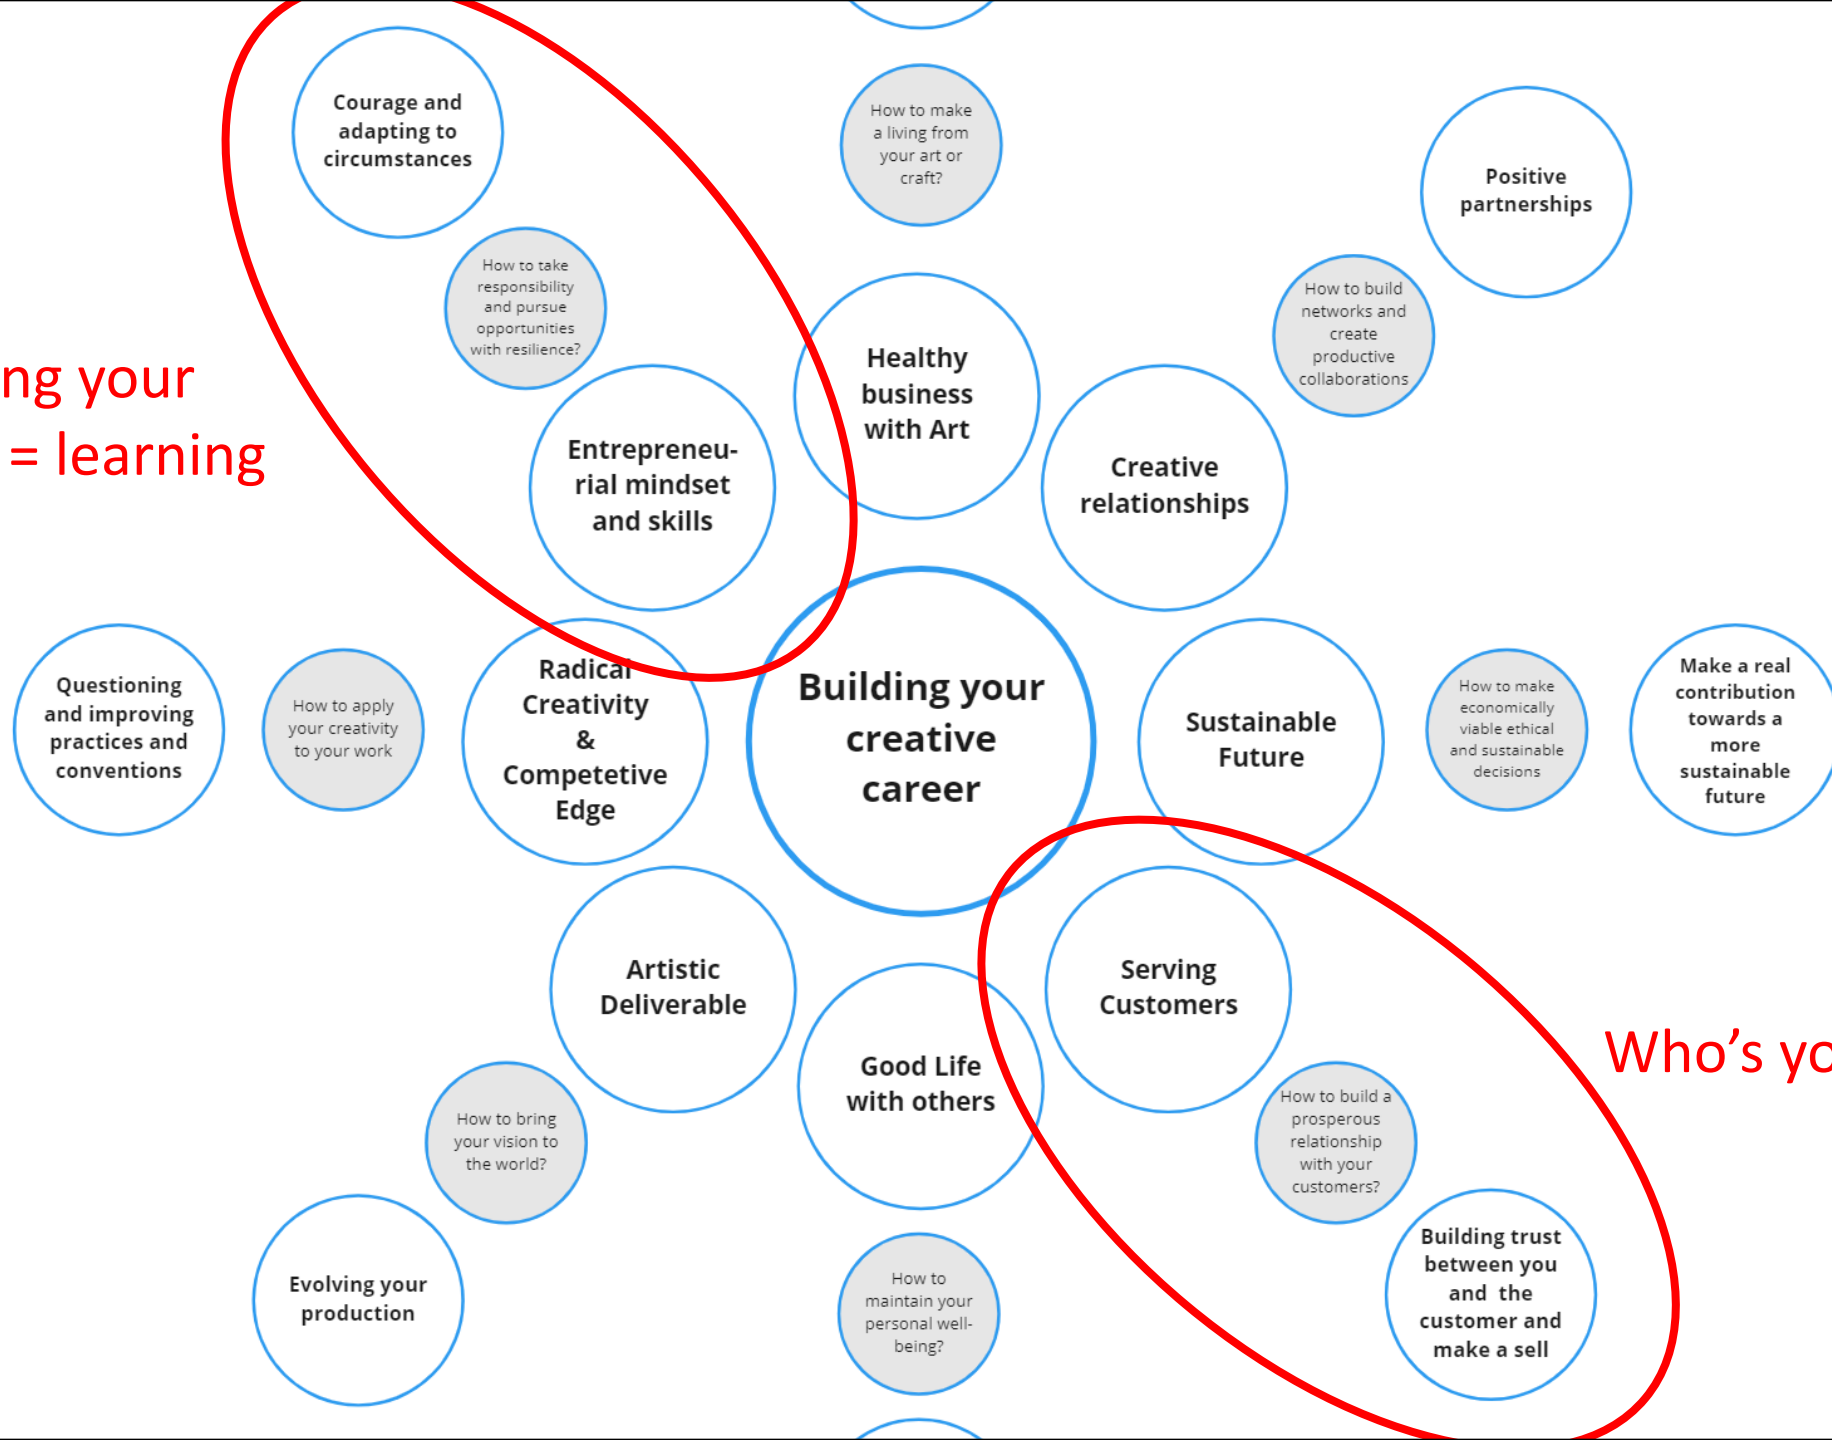 Courage and
adapting to
circumstances
How to take
responsibility
and pursue
opportunities
with resilience?
Entrepreneu-
rial mindset
and skills
How to make
a living from
your art or
craft?
Healthy
business
with Art
Positive
partnerships
How to build
networks and
create
productive
collaborations
Creative
relationships
ng your
= learning
Questioning
and improving
practices and
conventions
How to apply
your creativity
to your work
Radical
Creativity
&
Competetive
Edge
Building your
creative
career
Sustainable
Future
How to make
economically
viable ethical
and sustainable
decisions
Make a real
contribution
towards a
more
sustainable
future
Artistic
Deliverable
How to bring
your vision to
the world?
Evolving your
production
Good Life
with others
How to
maintain your
personal well-
being?
Serving
Customers
How to build a
prosperous
relationship
with your
customers?
Building trust
between you
and the
customer and
make a sell
Who's yo